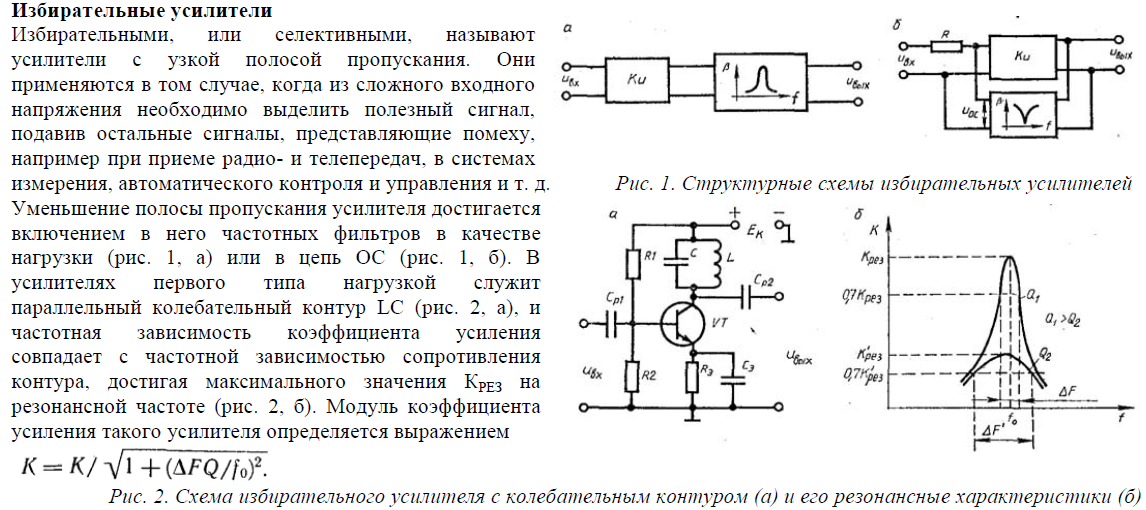 Избирательные усилители
Избирательными, или селективными, называют
усилители с узкой полосой пропускания. Они
применяются в том случае, когда из сложного входного
напряжения необходимо выделить полезный сигнал,
подавив остальные сигналы, представляющие помеху,
например при приеме радио- и телепередач, в системах
измерения, автоматического контроля и управления и т. д.
Уменьшение полосы пропускания усилителя достигается
включением в него частотных фильтров в качестве
нагрузки (рис. 1, а) или в цепь ОС (рис. 1, б). В
усилителях первого типа нагрузкой служит
параллельный колебательный контур LC (рис. 2, а), и
частотная зависимость коэффициента усиления
совпадает с частотной зависимостью сопротивления
контура, достигая максимального значения КРЕЗ на
резонансной частоте (рис. 2, б). Модуль коэффициента
усиления такого усилителя определяется выражением
K = K/ √1 + (ΔFQ/f₀)².
а
Uвх
Kи
β
f
Uвых
б
R
Uвх
Kи
Uвых
Uос
β
f
Рис. 1. Структурные схемы избирательных усилителей
а
+
−
Eк
R1
C
L
Cр2
Cр1
VT
Uвх
R2
Rэ
Cэ
Uвых
б
K
Kрез
0,7Kрез
Q1
Q1>Q2
K'рез
Q2
0,7K'рез
ΔF
f₀
f
ΔF'
Рис. 2. Схема избирательного усилителя с колебательным контуром (а) и его резонансные характеристики (б)